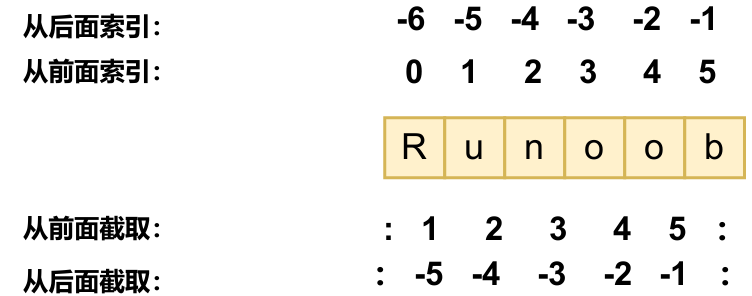 从后面索引： -6 -5 -4 -3 -2 -1
从前面索引： 0 1 2 3 4 5
R u n o o b
从前面截取： : 1 2 3 4 5 :
从后面截取： : -5 -4 -3 -2 -1 :